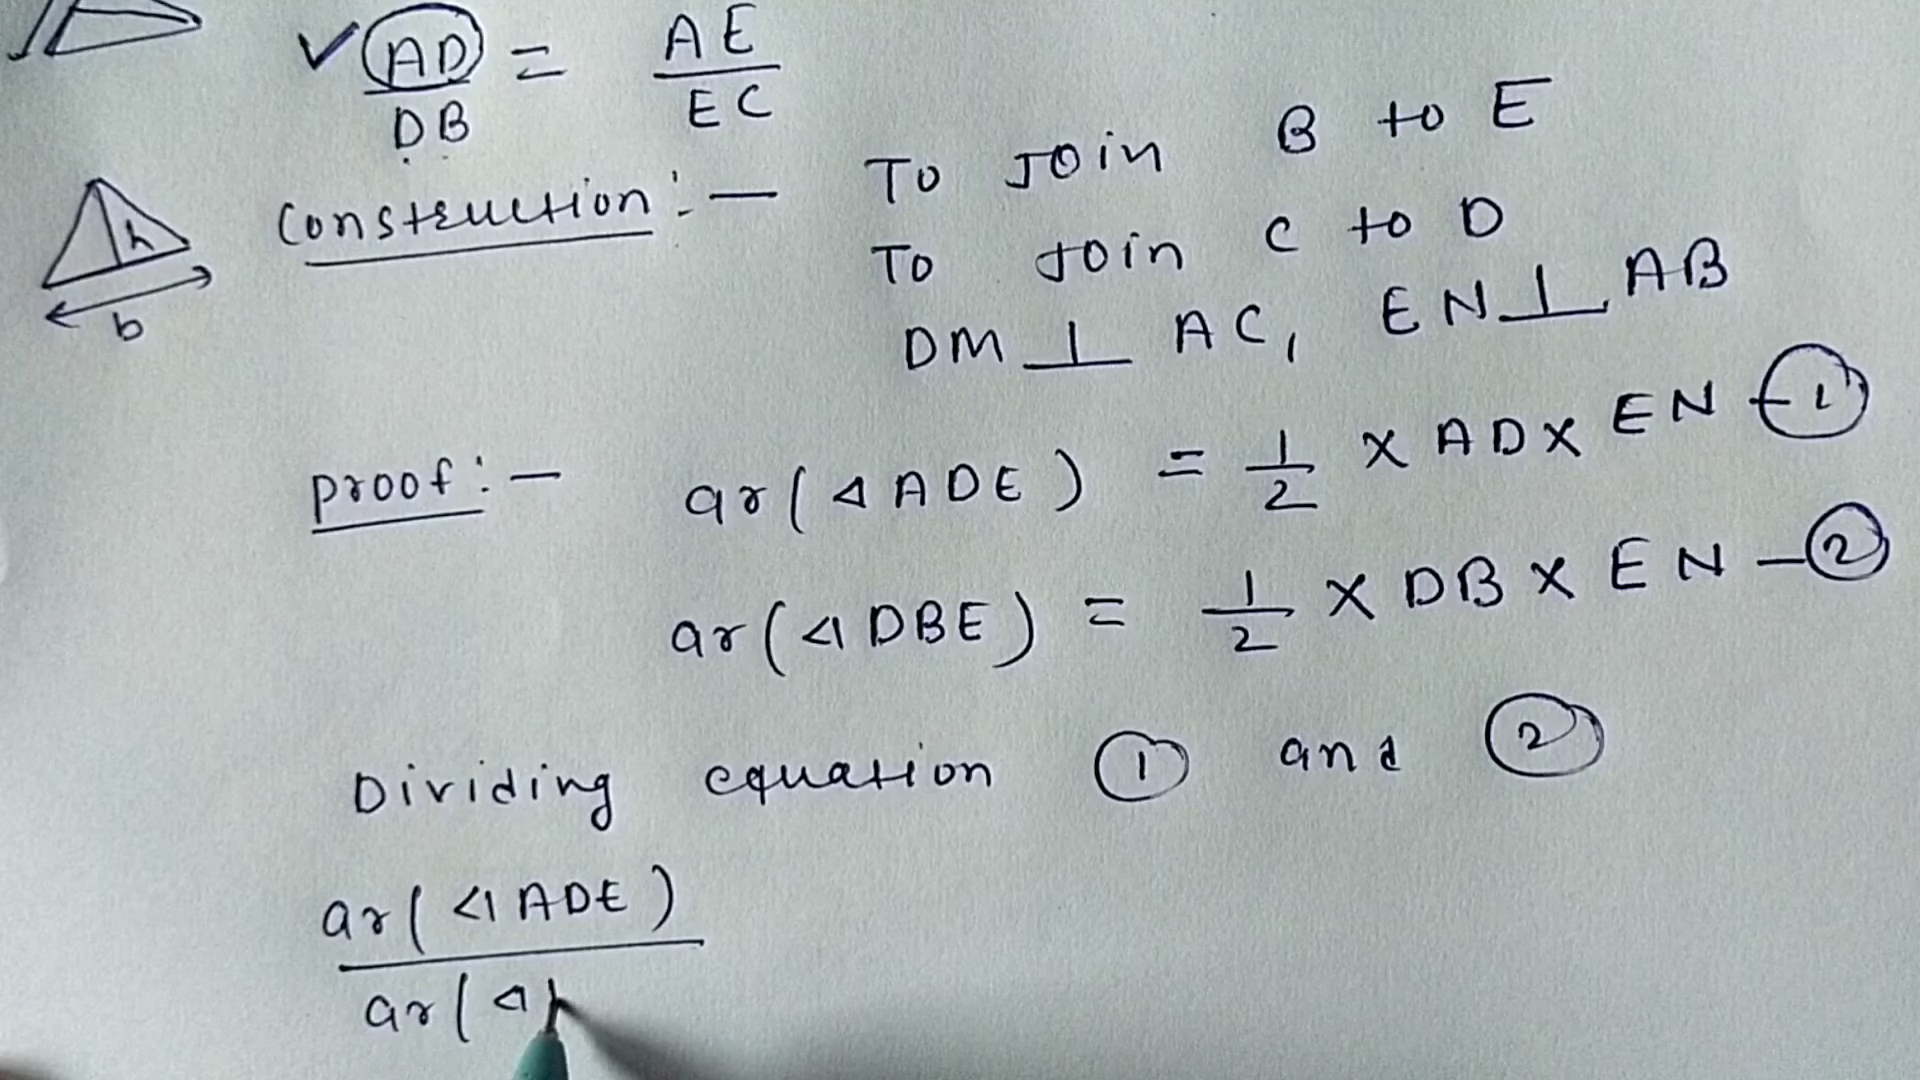 AD/DB = AE/EC
Construction:- To Join B to E
To Join C to D
DM ⊥ AC, EN ⊥ AB
h
b
Proof:- ar(△ADE) = 1/2 × AD × EN -①
ar(△DBE) = 1/2 × DB × EN -②
Dividing equation ① and ②
ar(△ADE)
ar(△